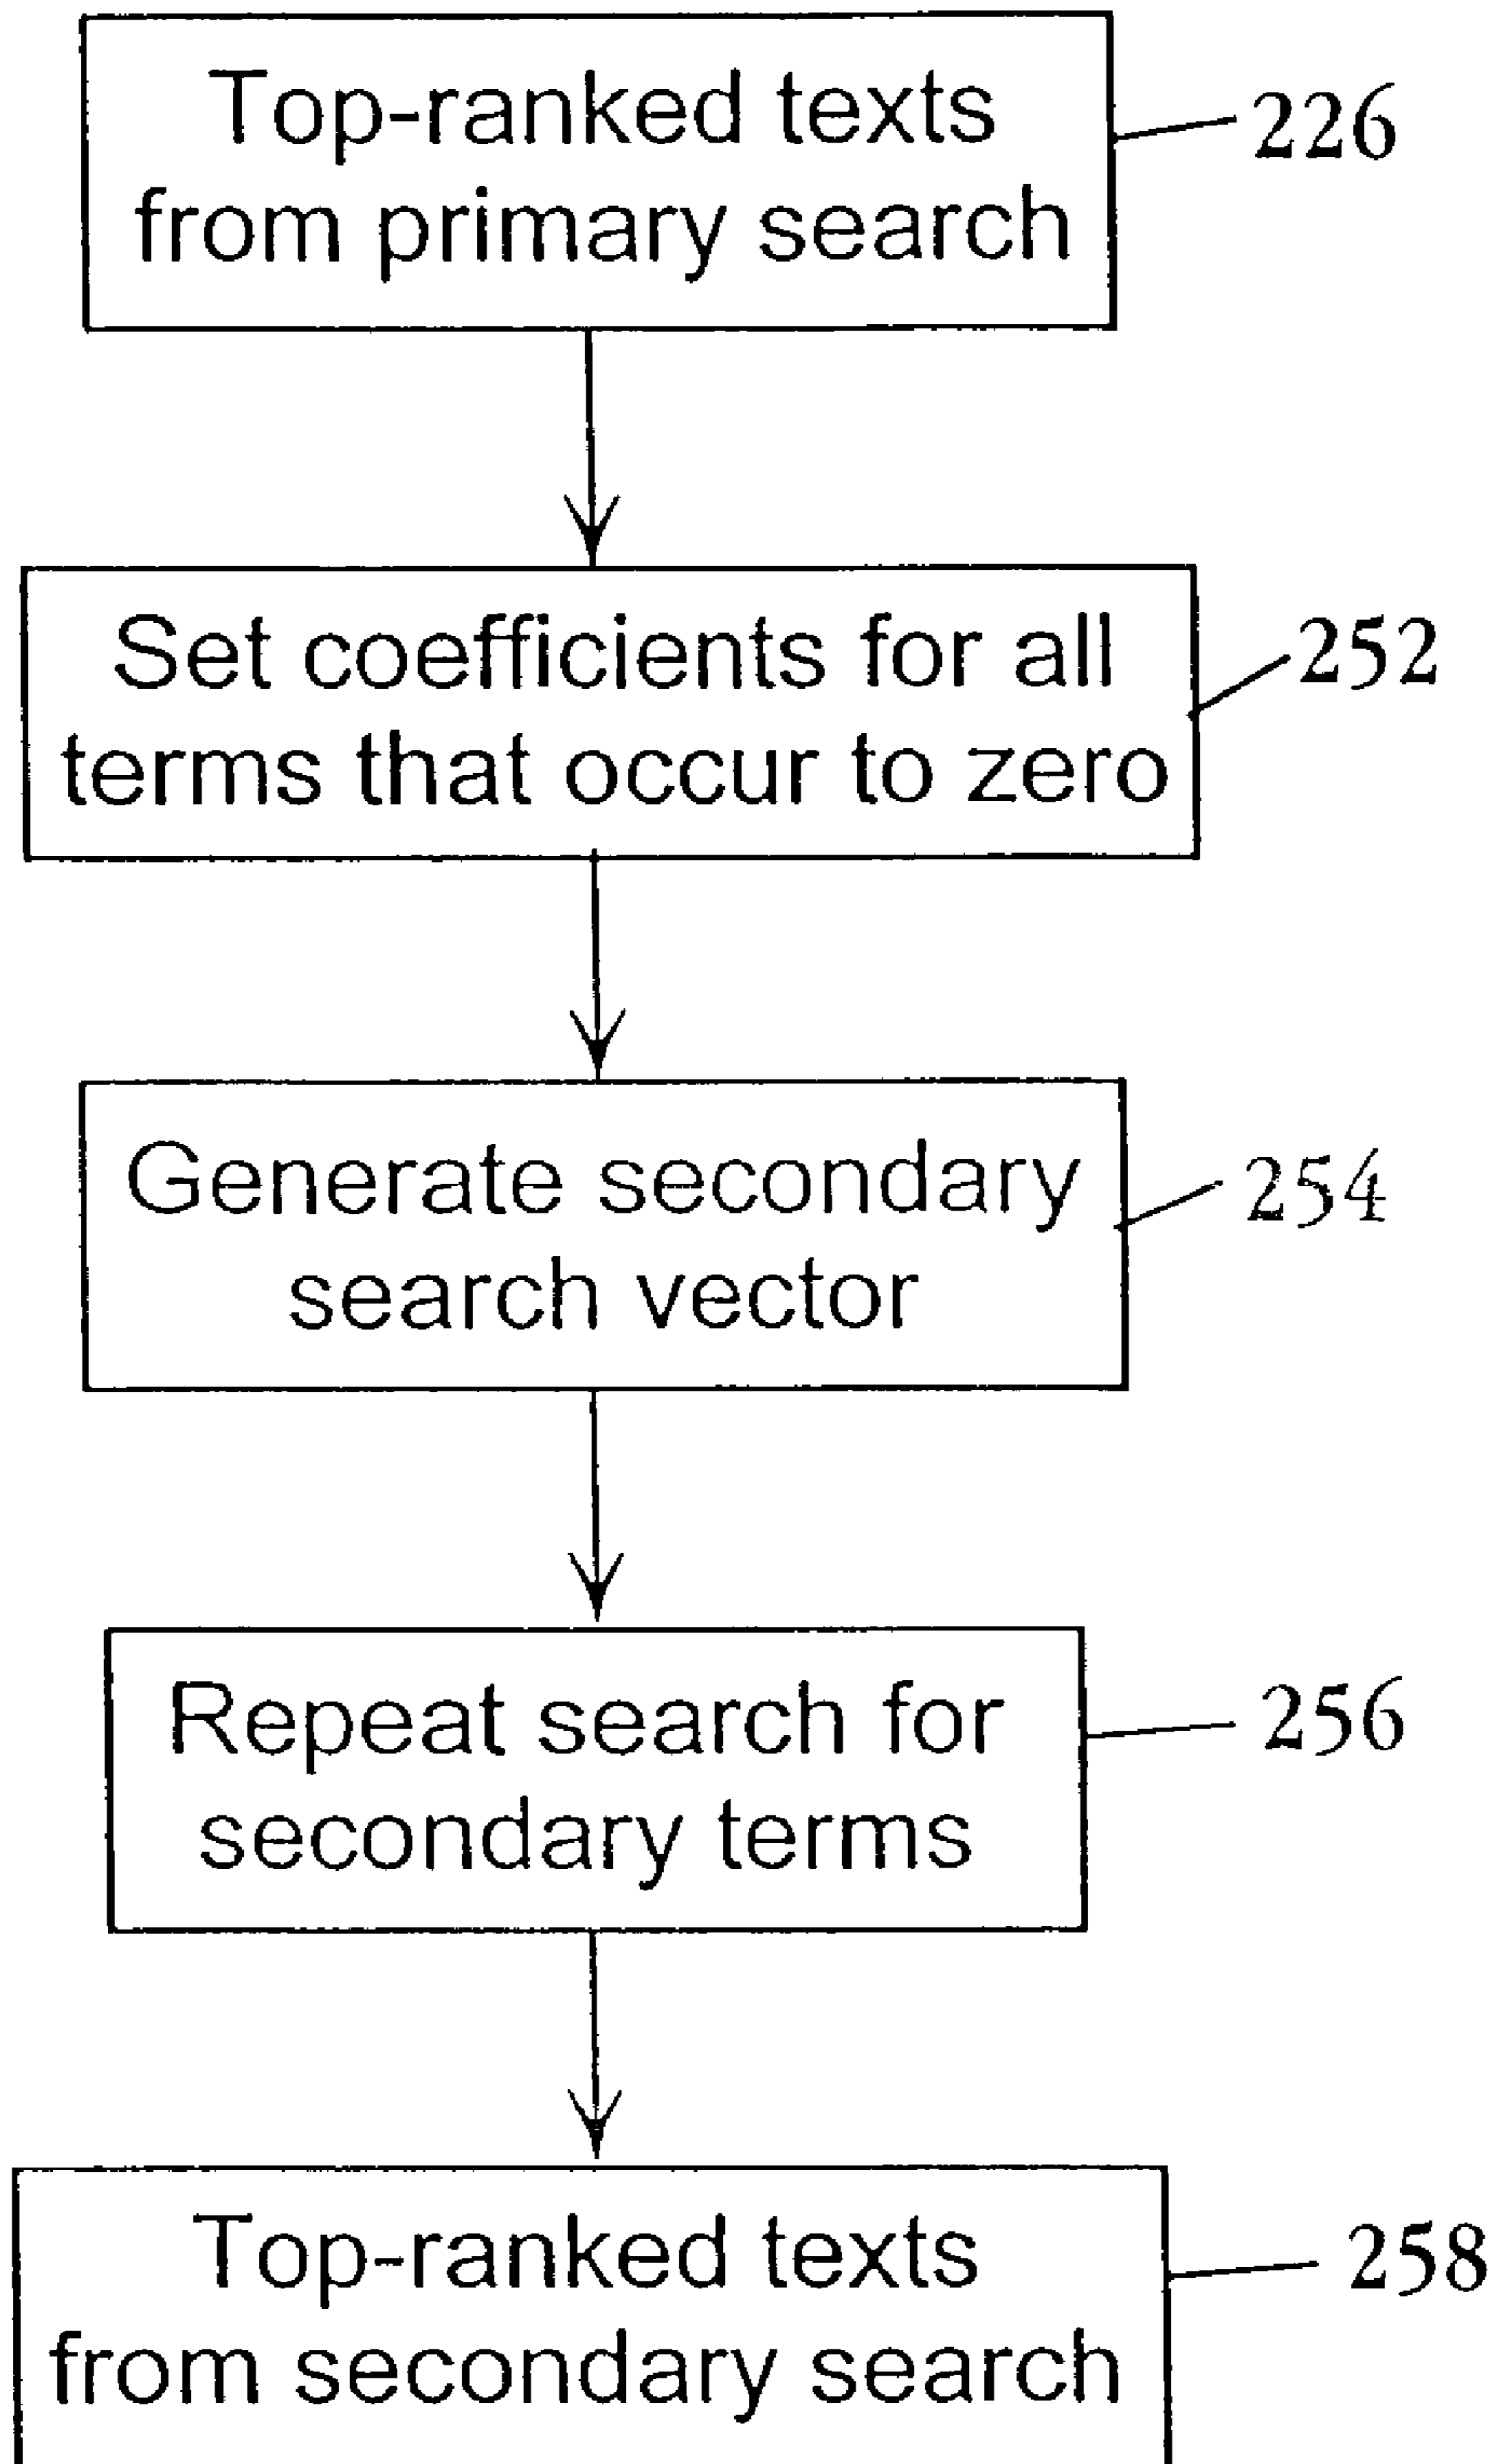 Top-ranked texts
from primary search
226
Set coefficients for all
terms that occur to zero
252
Generate secondary
search vector
254
Repeat search for
secondary terms
256
Top-ranked texts
from secondary search
258